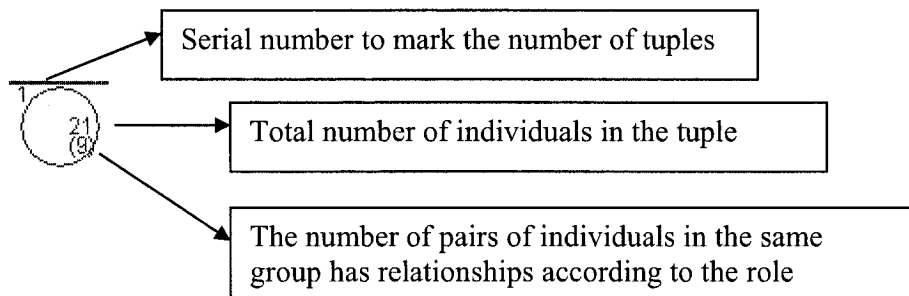 Serial number to mark the number of tuples
1
21
(9)
Total number of individuals in the tuple
The number of pairs of individuals in the same
group has relationships according to the role